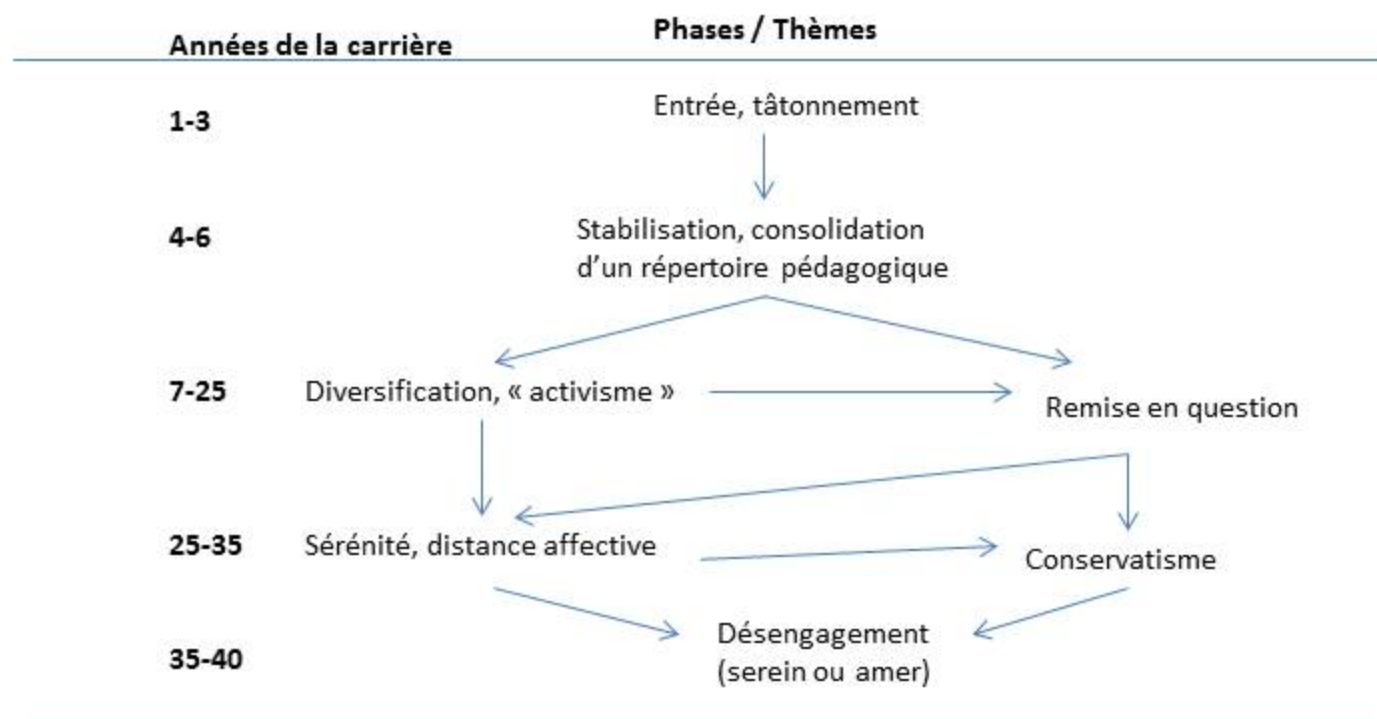 Années de la carrière
Phases / Thèmes
1-3
Entrée, tâtonnement
4-6
Stabilisation, consolidation
d’un répertoire pédagogique
7-25
Diversification, « activisme »
Remise en question
25-35
Sérénité, distance affective
Conservatisme
35-40
Désengagement
(serein ou amer)